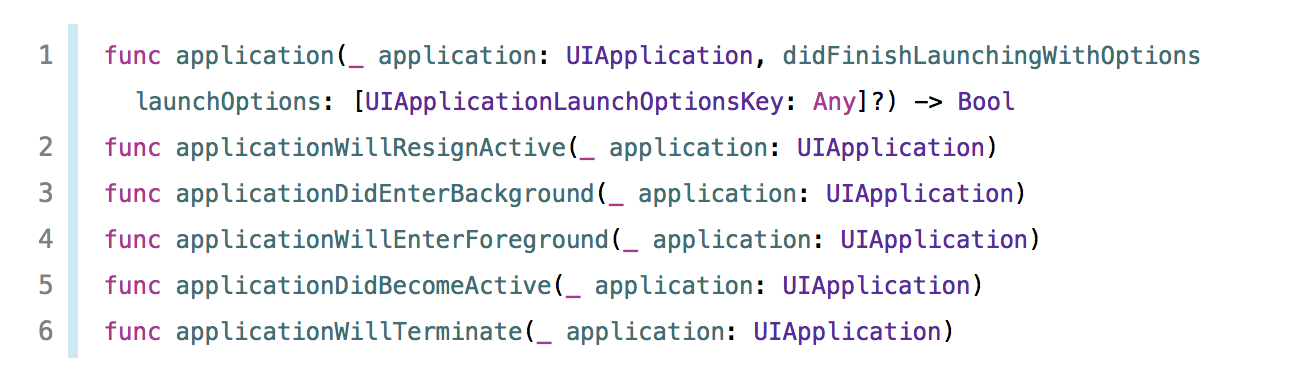 1 func application(_ application: UIApplication, didFinishLaunchingWithOptions
launchOptions: [UIApplicationLaunchOptionsKey: Any]?) -> Bool
2 func applicationWillResignActive(_ application: UIApplication)
3 func applicationDidEnterBackground(_ application: UIApplication)
4 func applicationWillEnterForeground(_ application: UIApplication)
5 func applicationDidBecomeActive(_ application: UIApplication)
6 func applicationWillTerminate(_ application: UIApplication)